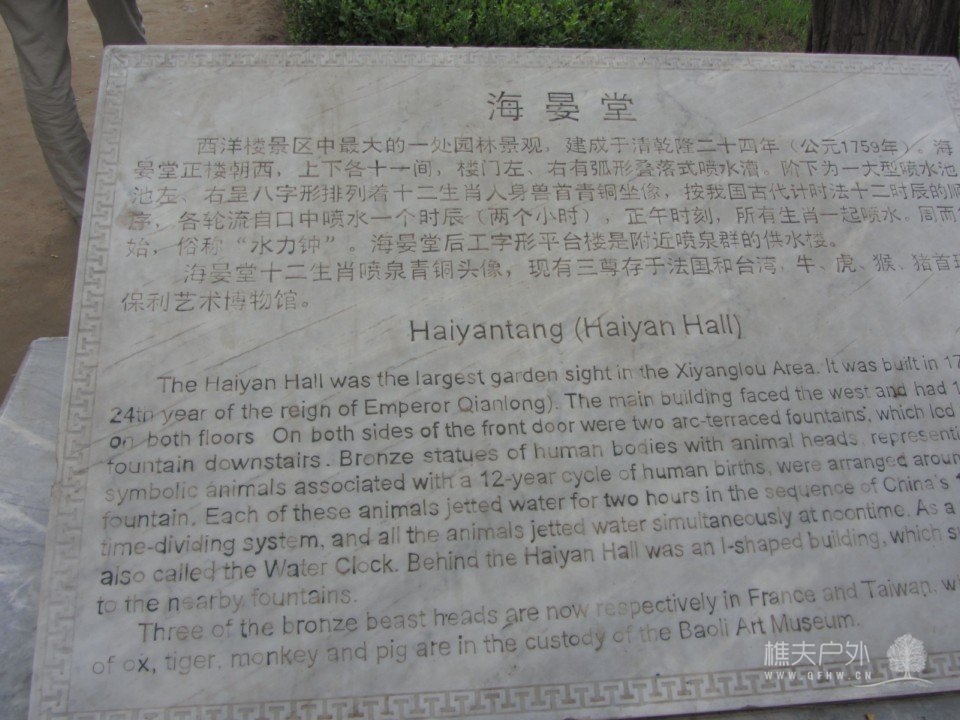 海晏堂
西洋楼景区中最大的一处园林景观，建成于清乾隆二十四年（公元1759年）。海
晏堂正楼朝西，上下各十一间，楼门左、右有弧形叠落式喷水漕。阶下为一大型喷水池
池左、右呈八字形排列着十二生肖人身兽首青铜坐像，按我国古代计时法十二时辰的顺
序，各轮流自口中喷水一个时辰（两个小时），正午时刻，所有生肖一起喷水。周而
始，俗称“水力钟”。海晏堂后工字形平台楼是附近喷泉群的供水楼。
海晏堂十二生肖喷泉青铜头像，现有三尊存于法国和台湾，牛、虎、猴、猪首现
保利艺术博物馆。
Haiyantang (Haiyan Hall)
The Haiyan Hall was the largest garden sight in the Xiyanglou Area. It was built in 17
24th year of the reign of Emperor Qianlong). The main building faced the west and had 1
on both floors On both sides of the front door were two arc-terraced fountains, which led
fountain downstairs. Bronze statues of human bodies with animal heads, representi
symbolic animals associated with a 12-year cycle of human births, were arranged aroun
fountain. Each of these animals jetted water for two hours in the sequence of China's 1
time-dividing system, and all the animals jetted water simultaneously at noontime. As a
also called the Water Clock. Behind the Haiyan Hall was an I-shaped building, which s
to the nearby fountains.
Three of the bronze beast heads are now respectively in France and Taiwan, w
of ox, tiger, monkey and pig are in the custody of the Baoli Art Museum.
樵夫户外
WWW.QFHW.CN